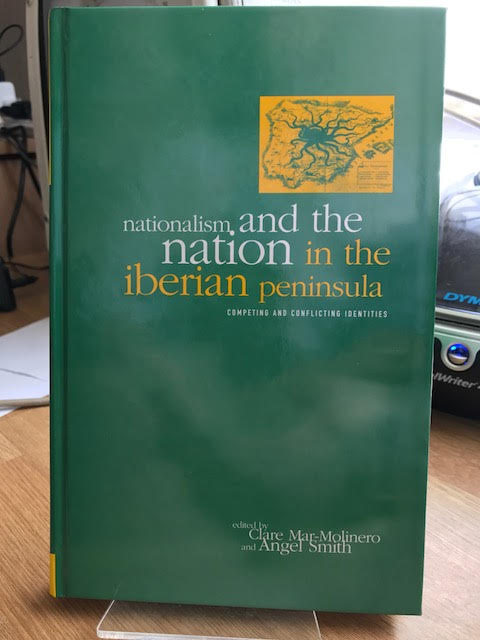 nationalism and the
nation in the
iberian peninsula
COMPETING AND CONFLICTING IDENTITIES
edited by
Clare Mar-Molinero
and Angel Smith
DYM
lWriter